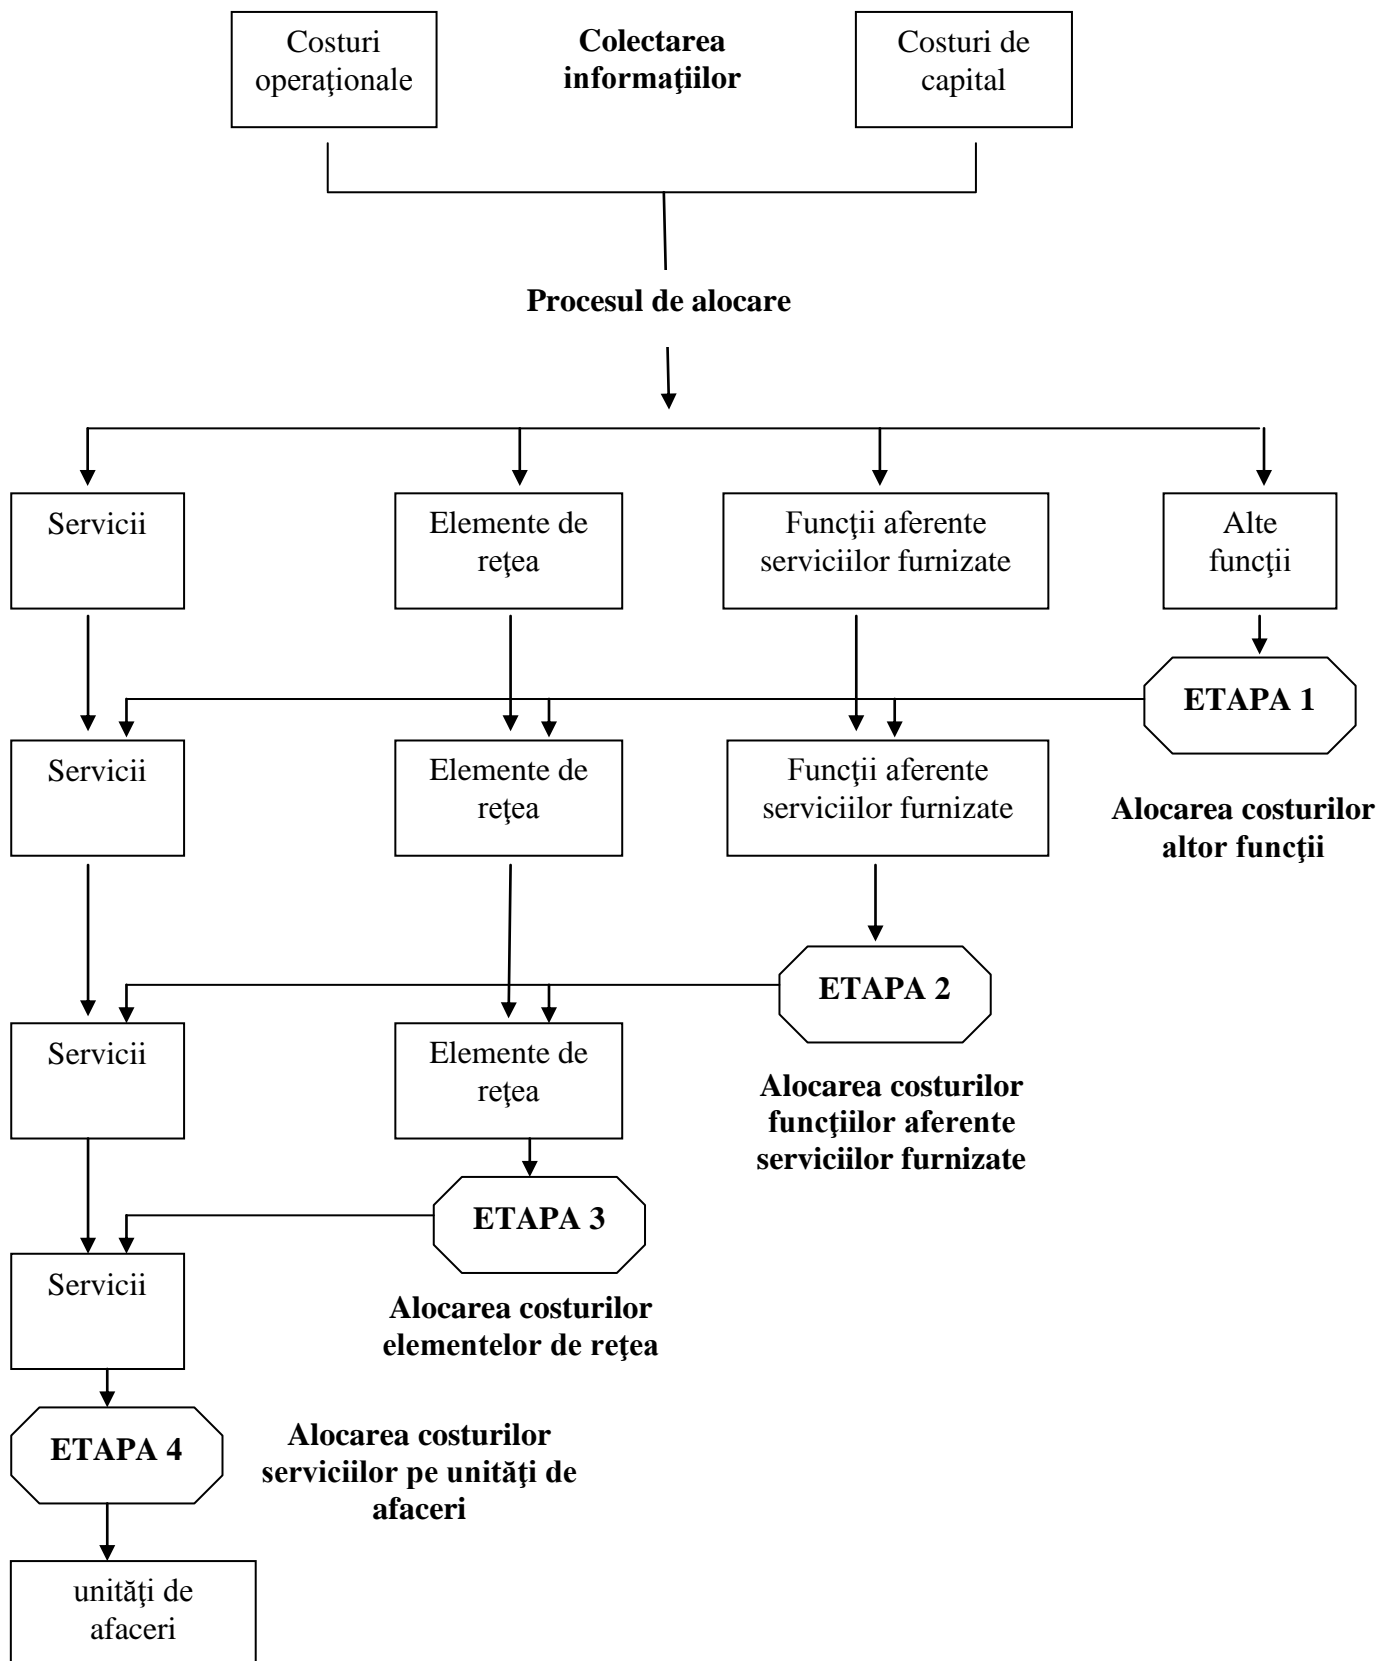 Costuri
operaţionale
Colectarea
informaţiilor
Costuri de
capital
Procesul de alocare
Servicii
Elemente de
reţea
Funcţii aferente
serviciilor furnizate
Alte
funcţii
ETAPA 1
Servicii
Elemente de
reţea
Funcţii aferente
serviciilor furnizate
Alocarea costurilor
altor funcţii
ETAPA 2
Servicii
Elemente de
reţea
Alocarea costurilor
funcţiilor aferente
serviciilor furnizate
ETAPA 3
Servicii
Alocarea costurilor
elementelor de reţea
ETAPA 4
Alocarea costurilor
serviciilor pe unităţi de
afaceri
unităţi de
afaceri